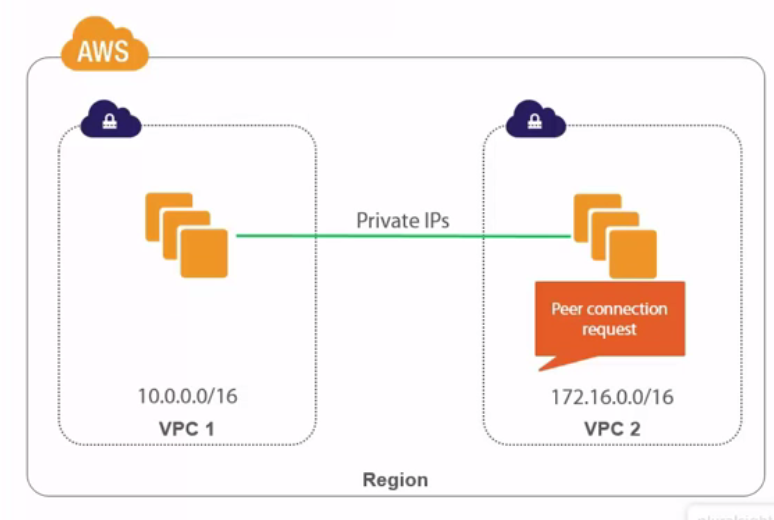 AWS
Private IPs
Peer connection
request
10.0.0.0/16
172.16.0.0/16
VPC 1
VPC 2
Region